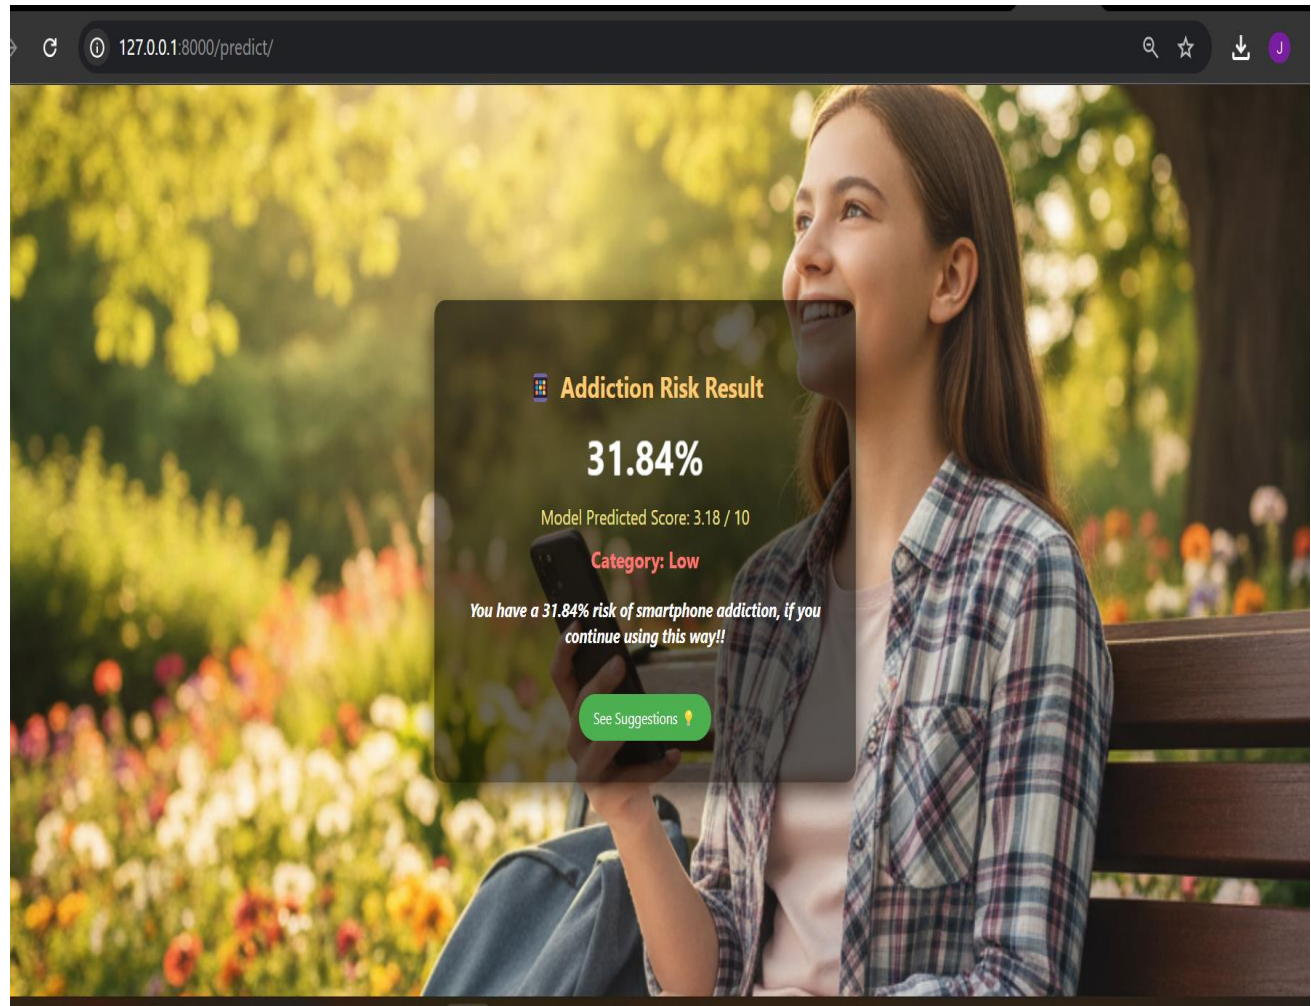 127.0.0.1:8000/predict/
J
Addiction Risk Result
31.84%
Model Predicted Score: 3.18 / 10
Category: Low
You have a 31.84% risk of smartphone addiction, if you
continue using this way!!
See Suggestions 💡